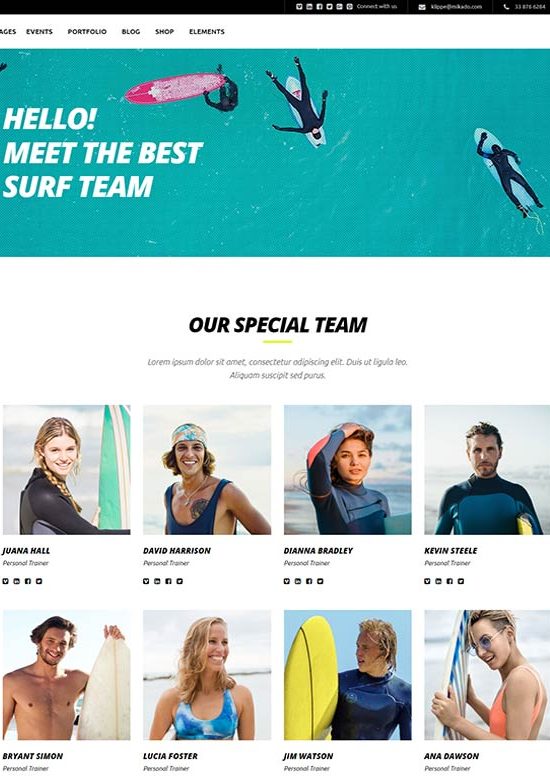 Connect with us
klippe@mikado.com
33 876 6284
AGES EVENTS PORTFOLIO BLOG SHOP ELEMENTS
HELLO!
MEET THE BEST
SURF TEAM
OUR SPECIAL TEAM
Lorem ipsum dolor sit amet, consectetur adipiscing elit. Duis ut ligula leo.
Aliquam suscipit sed purus.
JUANA HALL
Personal Trainer
DAVID HARRISON
Personal Trainer
DIANNA BRADLEY
Personal Trainer
KEVIN STEELE
Personal Trainer
BRYANT SIMON
Personal Trainer
LUCIA FOSTER
Personal Trainer
JIM WATSON
Personal Trainer
ANA DAWSON
Personal Trainer